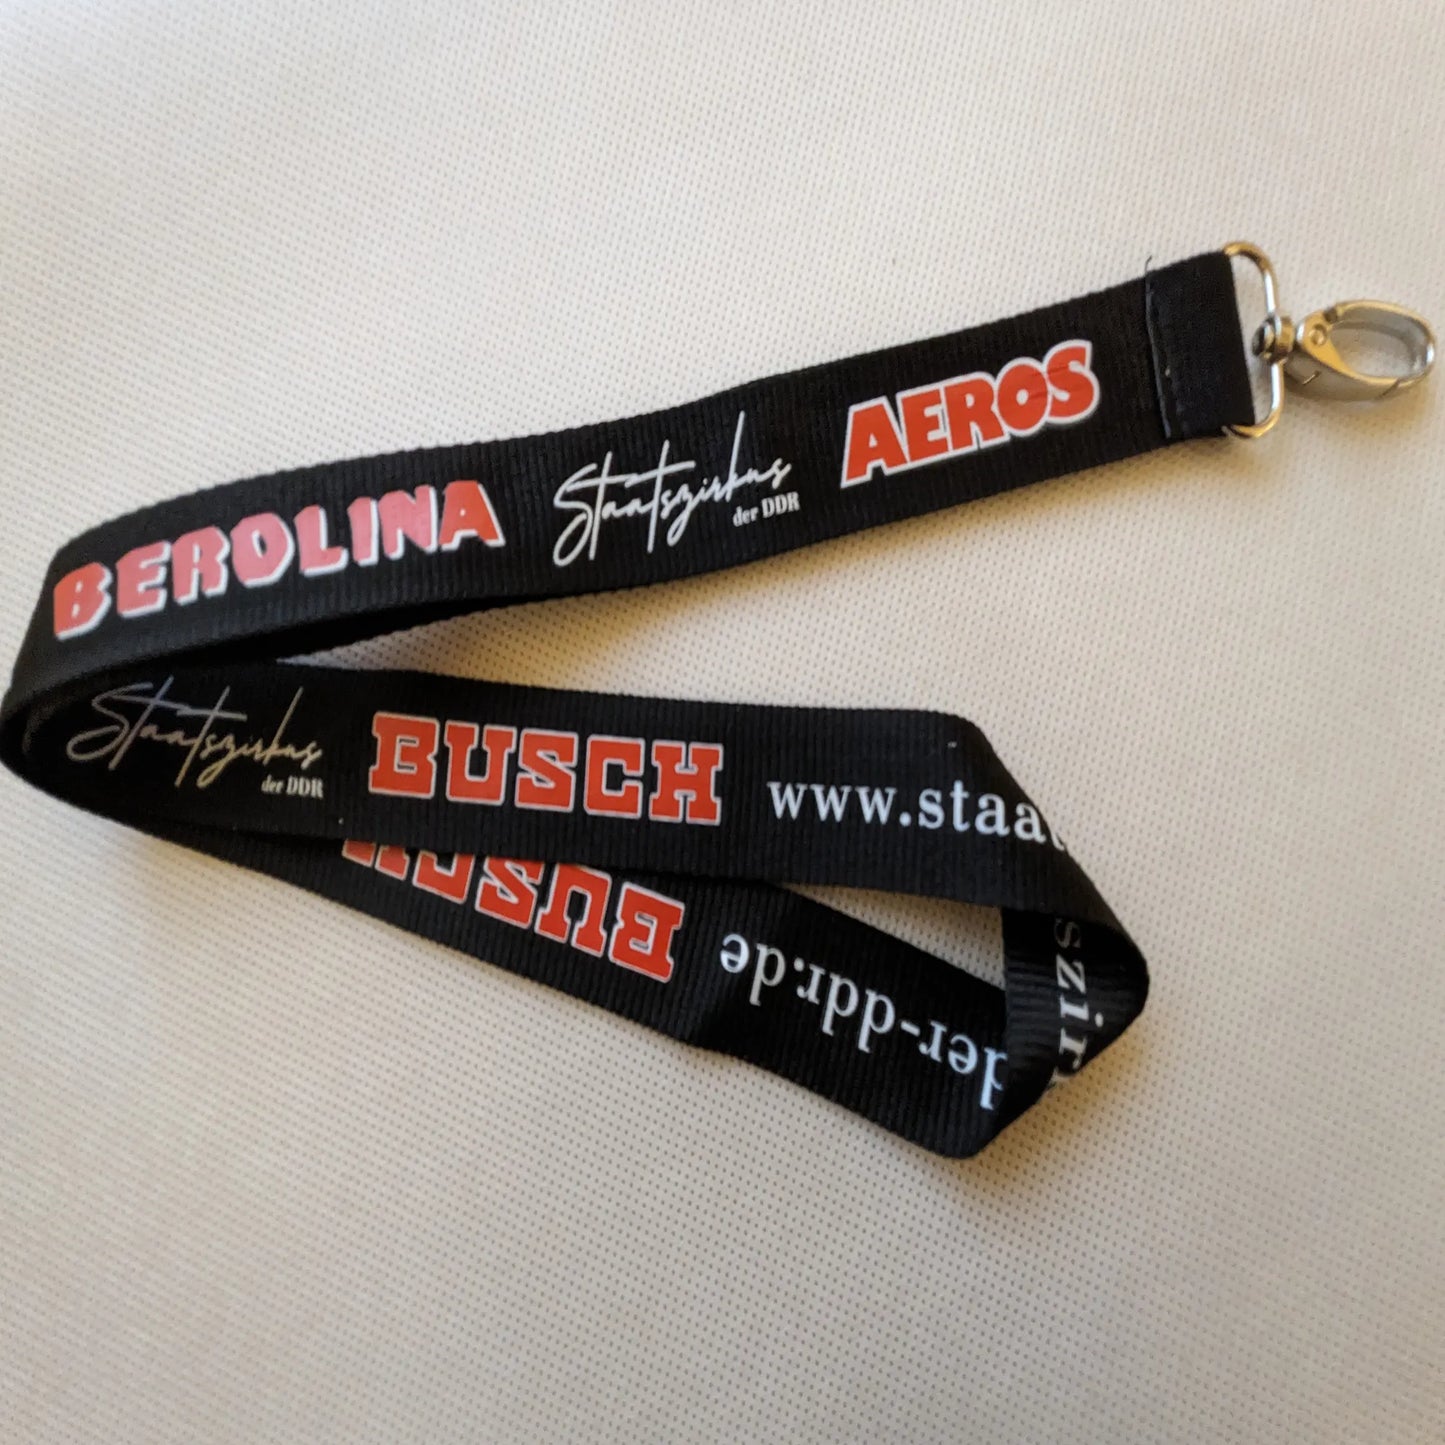 BEROLINA
Staatszirkus
der DDR
AEROS
Staatszirkus
der DDR
BUSCH
www.staa
szir
BUSCH
der-ddr.de